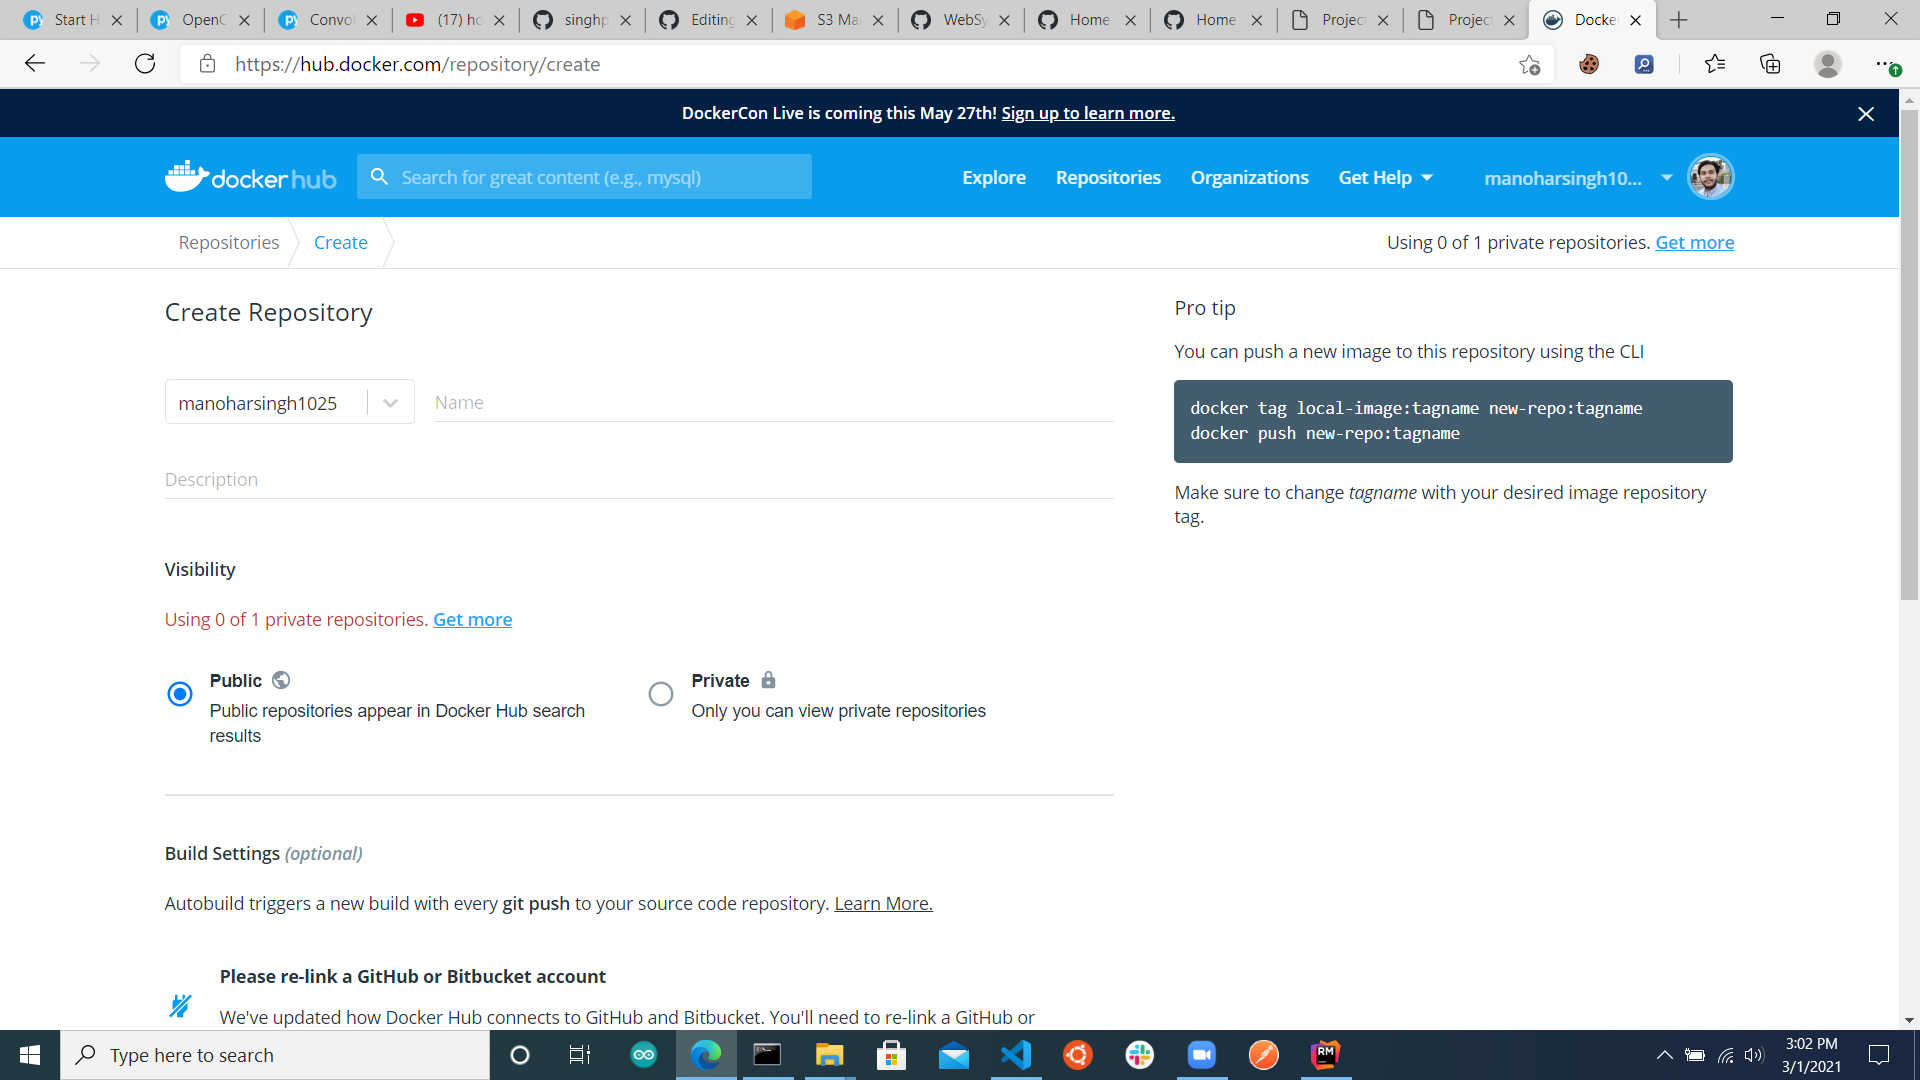 Start H
OpenC
Convol
(17) ho
singhp
Editing
S3 Mar
WebSy
Home
Home
Project
Project
Docker
https://hub.docker.com/repository/create
DockerCon Live is coming this May 27th! Sign up to learn more.
docker hub
Search for great content (e.g., mysql)
Explore
Repositories
Organizations
Get Help
manoharsingh10...
Repositories
Create
Using 0 of 1 private repositories. Get more
Create Repository
manoharsingh1025
Name
Description
Pro tip
You can push a new image to this repository using the CLI
docker tag local-image:tagname new-repo:tagname
docker push new-repo:tagname
Make sure to change tagname with your desired image repository
tag.
Visibility
Using 0 of 1 private repositories. Get more
Public
Public repositories appear in Docker Hub search
results
Private
Only you can view private repositories
Build Settings (optional)
Autobuild triggers a new build with every git push to your source code repository. Learn More.
Please re-link a GitHub or Bitbucket account
We've updated how Docker Hub connects to GitHub and Bitbucket. You'll need to re-link a GitHub or
Type here to search
RM
3:02 PM
3/1/2021